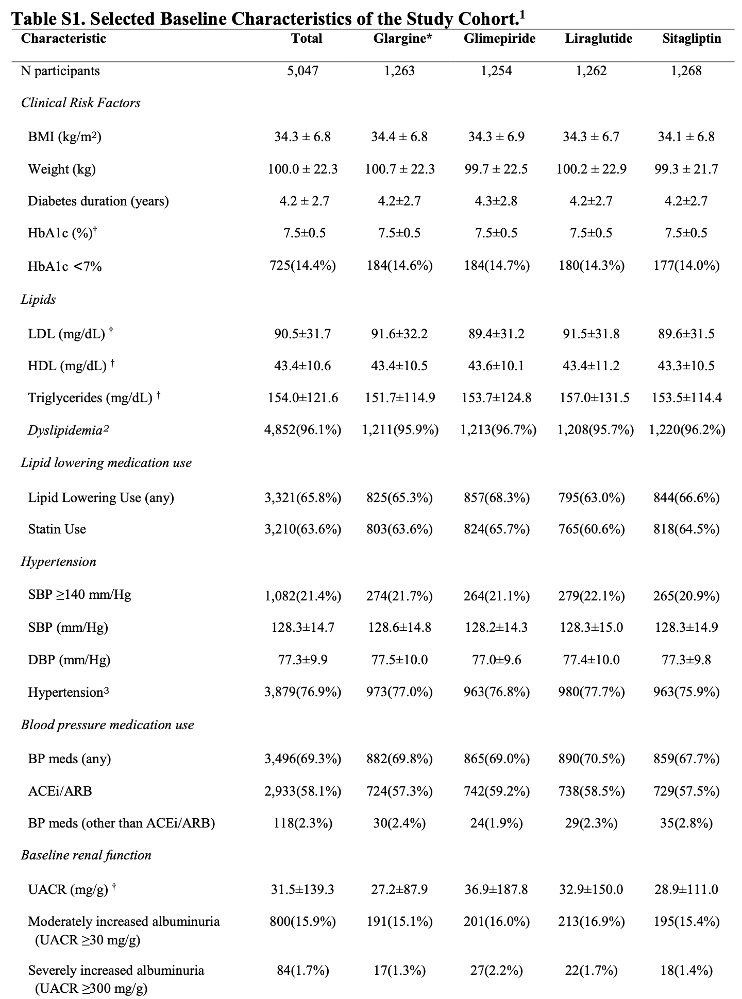 Table S1. Selected Baseline Characteristics of the Study Cohort.¹
Characteristic Total Glargine* Glimepiride Liraglutide Sitagliptin
N participants 5,047 1,263 1,254 1,262 1,268
Clinical Risk Factors
BMI (kg/m²) 34.3 ± 6.8 34.4 ± 6.8 34.3 ± 6.9 34.3 ± 6.7 34.1 ± 6.8
Weight (kg) 100.0 ± 22.3 100.7 ± 22.3 99.7 ± 22.5 100.2 ± 22.9 99.3 ± 21.7
Diabetes duration (years) 4.2 ± 2.7 4.2±2.7 4.3±2.8 4.2±2.7 4.2±2.7
HbA1c (%)† 7.5±0.5 7.5±0.5 7.5±0.5 7.5±0.5 7.5±0.5
HbA1c <7% 725(14.4%) 184(14.6%) 184(14.7%) 180(14.3%) 177(14.0%)
Lipids
LDL (mg/dL) † 90.5±31.7 91.6±32.2 89.4±31.2 91.5±31.8 89.6±31.5
HDL (mg/dL) † 43.4±10.6 43.4±10.5 43.6±10.1 43.4±11.2 43.3±10.5
Triglycerides (mg/dL) † 154.0±121.6 151.7±114.9 153.7±124.8 157.0±131.5 153.5±114.4
Dyslipidemia² 4,852(96.1%) 1,211(95.9%) 1,213(96.7%) 1,208(95.7%) 1,220(96.2%)
Lipid lowering medication use
Lipid Lowering Use (any) 3,321(65.8%) 825(65.3%) 857(68.3%) 795(63.0%) 844(66.6%)
Statin Use 3,210(63.6%) 803(63.6%) 824(65.7%) 765(60.6%) 818(64.5%)
Hypertension
SBP ≥140 mm/Hg 1,082(21.4%) 274(21.7%) 264(21.1%) 279(22.1%) 265(20.9%)
SBP (mm/Hg) 128.3±14.7 128.6±14.8 128.2±14.3 128.3±15.0 128.3±14.9
DBP (mm/Hg) 77.3±9.9 77.5±10.0 77.0±9.6 77.4±10.0 77.3±9.8
Hypertension³ 3,879(76.9%) 973(77.0%) 963(76.8%) 980(77.7%) 963(75.9%)
Blood pressure medication use
BP meds (any) 3,496(69.3%) 882(69.8%) 865(69.0%) 890(70.5%) 859(67.7%)
ACEi/ARB 2,933(58.1%) 724(57.3%) 742(59.2%) 738(58.5%) 729(57.5%)
BP meds (other than ACEi/ARB) 118(2.3%) 30(2.4%) 24(1.9%) 29(2.3%) 35(2.8%)
Baseline renal function
UACR (mg/g) † 31.5±139.3 27.2±87.9 36.9±187.8 32.9±150.0 28.9±111.0
Moderately increased albuminuria 800(15.9%) 191(15.1%) 201(16.0%) 213(16.9%) 195(15.4%)
(UACR ≥30 mg/g)
Severely increased albuminuria 84(1.7%) 17(1.3%) 27(2.2%) 22(1.7%) 18(1.4%)
(UACR ≥300 mg/g)